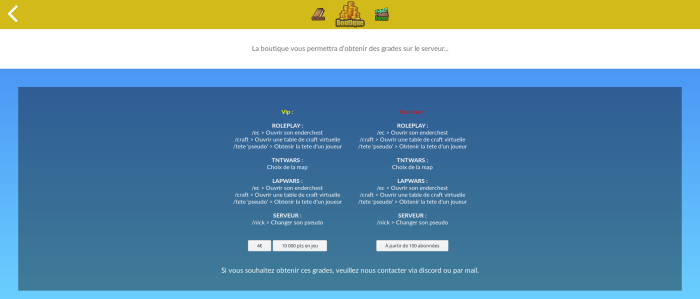 Boutique
La boutique vous permettra d'obtenir des grades sur le serveur...
Vip :
ROLEPLAY :
/ec > Ouvrir son enderchest
/craft > Ouvrir une table de craft virtuelle
/tete 'pseudo' > Obtenir la tete d'un joueur
TNTWARS :
Choix de la map
LAPWARS :
/ec > Ouvrir son enderchest
/craft > Ouvrir une table de craft virtuelle
/tete 'pseudo' > Obtenir la tete d'un joueur
SERVEUR :
/nick > Changer son pseudo
4€
10 000 pts en jeu
ROLEPLAY :
/ec > Ouvrir son enderchest
/craft > Ouvrir une table de craft virtuelle
/tete 'pseudo' > Obtenir la tete d'un joueur
TNTWARS :
Choix de la map
LAPWARS :
/ec > Ouvrir son enderchest
/craft > Ouvrir une table de craft virtuelle
/tete 'pseudo' > Obtenir la tete d'un joueur
SERVEUR :
/nick > Changer son pseudo
À partir de 100 abonnées
Si vous souhaitez obtenir ces grades, veuillez nous contacter via discord ou par mail.